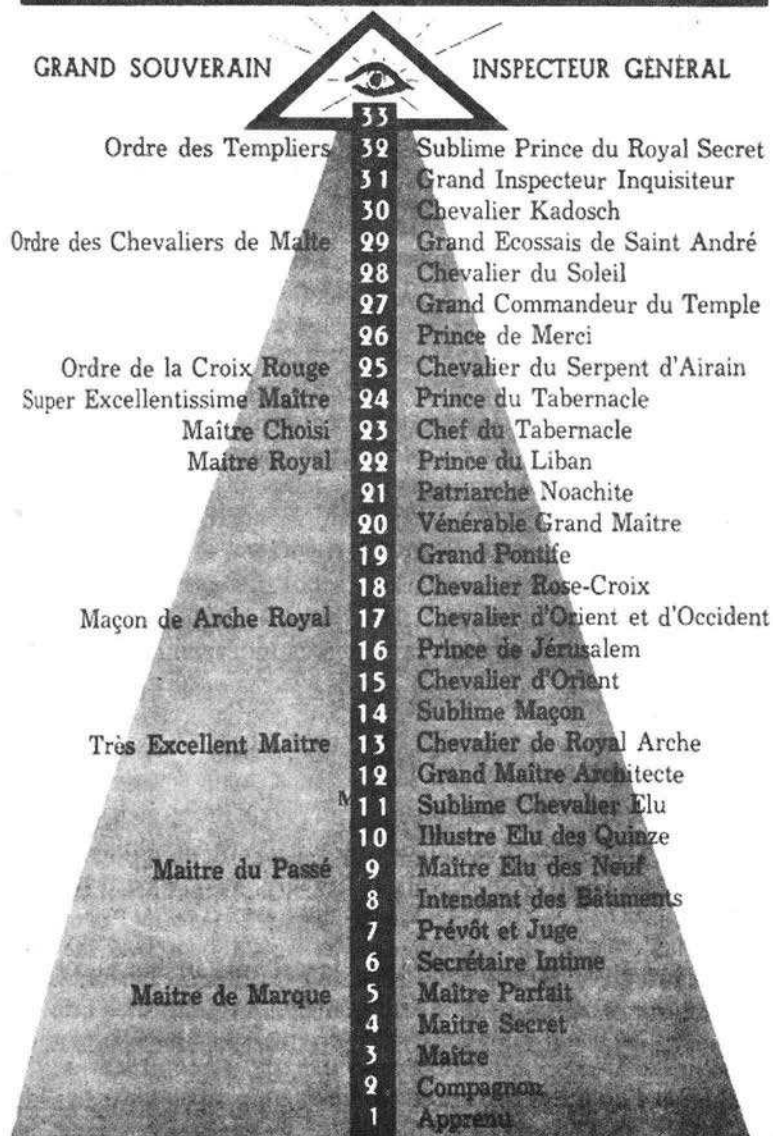 GRAND SOUVERAIN INSPECTEUR GÉNÉRAL
33
Ordre des Templiers 32 Sublime Prince du Royal Secret
31 Grand Inspecteur Inquisiteur
30 Chevalier Kadosch
Ordre des Chevaliers de Malte 29 Grand Ecossais de Saint André
28 Chevalier du Soleil
27 Grand Commandeur du Temple
26 Prince de Merci
Ordre de la Croix Rouge 25 Chevalier du Serpent d'Airain
Super Excellentissime Maître 24 Prince du Tabernacle
Maître Choisi 23 Chef du Tabernacle
Maitre Royal 22 Prince du Liban
21 Patriarche Noachite
20 Vénérable Grand Maître
19 Grand Pontife
18 Chevalier Rose-Croix
Maçon de Arche Royal 17 Chevalier d'Orient et d'Occident
16 Prince de Jérusalem
15 Chevalier d'Orient
14 Sublime Maçon
Très Excellent Maitre 13 Chevalier de Royal Arche
12 Grand Maître Architecte
M 11 Sublime Chevalier Elu
10 Illustre Elu des Quinze
Maitre du Passé 9 Maître Elu des Neuf
8 Intendant des Bâtiments
7 Prévôt et Juge
6 Secrétaire Intime
Maitre de Marque 5 Maître Parfait
4 Maître Secret
3 Maitre
2 Compagnon
1 Apprenu